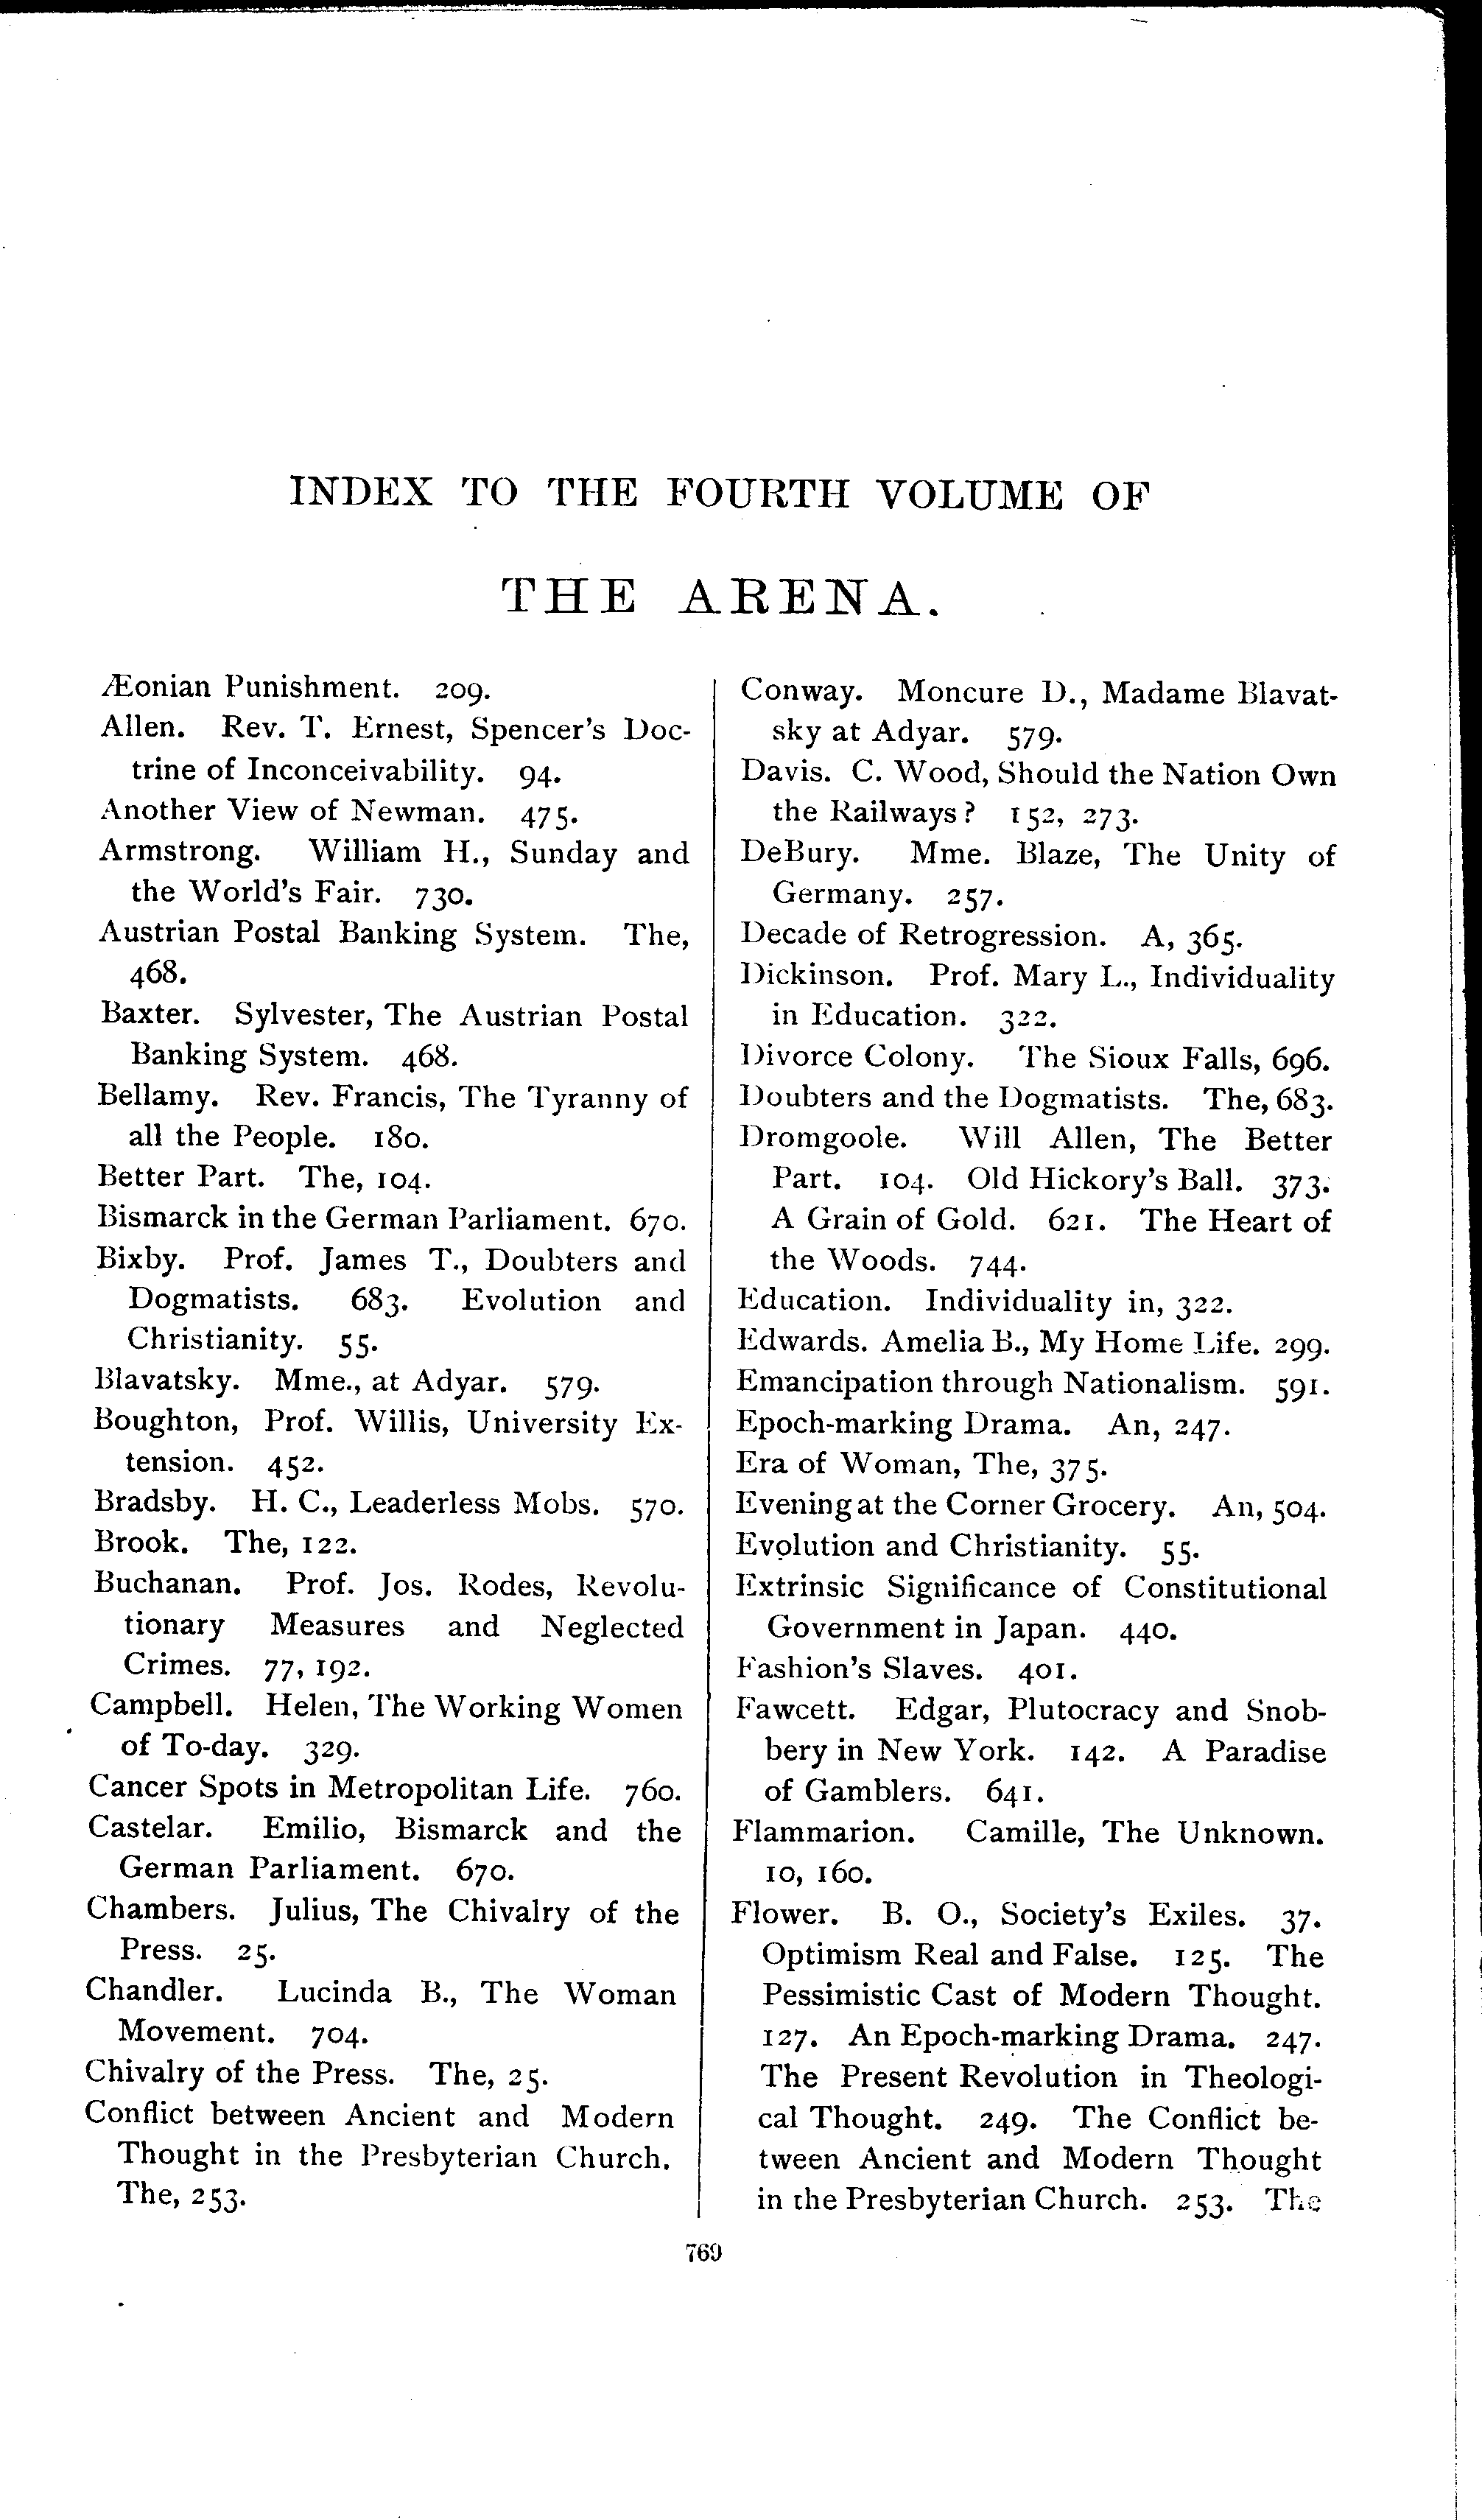 INDEX TO THE FOURTH VOLUME OF
THE ARENA.
Æonian Punishment. 209.
Allen. Rev. T. Ernest, Spencer's Doc-
trine of Inconceivability. 94.
Another View of Newman. 475.
Armstrong. William H., Sunday and
the World's Fair. 730.
Austrian Postal Banking System. The,
468.
Baxter. Sylvester, The Austrian Postal
Banking System. 468.
Bellamy. Rev. Francis, The Tyranny of
all the People. 180.
Better Part. The, 104.
Bismarck in the German Parliament. 670.
Bixby. Prof. James T., Doubters and
Dogmatists. 683. Evolution and
Christianity. 55.
Blavatsky. Mme., at Adyar. 579.
Boughton, Prof. Willis, University Ex-
tension. 452.
Bradsby. H. C., Leaderless Mobs. 570.
Brook. The, 122.
Buchanan. Prof. Jos. Rodes, Revolu-
tionary Measures and Neglected
Crimes. 77, 192.
Campbell. Helen, The Working Women
of To-day. 329.
Cancer Spots in Metropolitan Life. 760.
Castelar. Emilio, Bismarck and the
German Parliament. 670.
Chambers. Julius, The Chivalry of the
Press. 25.
Chandler. Lucinda B., The Woman
Movement. 704.
Chivalry of the Press. The, 25.
Conflict between Ancient and Modern
Thought in the Presbyterian Church.
The, 253.
Conway. Moncure D., Madame Blavat-
sky at Adyar. 579.
Davis. C. Wood, Should the Nation Own
the Railways? 152, 273.
DeBury. Mme. Blaze, The Unity of
Germany. 257.
Decade of Retrogression. A, 365.
Dickinson. Prof. Mary L., Individuality
in Education. 322.
Divorce Colony. The Sioux Falls, 696.
Doubters and the Dogmatists. The, 683.
Dromgoole. Will Allen, The Better
Part. 104. Old Hickory's Ball. 373.
A Grain of Gold. 621. The Heart of
the Woods. 744.
Education. Individuality in, 322.
Edwards. Amelia B., My Home Life. 299.
Emancipation through Nationalism. 591.
Epoch-marking Drama. An, 247.
Era of Woman, The, 375.
Evening at the Corner Grocery. An, 504.
Evolution and Christianity. 55.
Extrinsic Significance of Constitutional
Government in Japan. 440.
Fashion's Slaves. 401.
Fawcett. Edgar, Plutocracy and Snob-
bery in New York. 142. A Paradise
of Gamblers. 641.
Flammarion. Camille, The Unknown.
10, 160.
Flower. B. O., Society's Exiles. 37.
Optimism Real and False. 125. The
Pessimistic Cast of Modern Thought.
127. An Epoch-marking Drama. 247.
The Present Revolution in Theologi-
cal Thought. 249. The Conflict be-
tween Ancient and Modern Thought
in the Presbyterian Church. 253. The
769